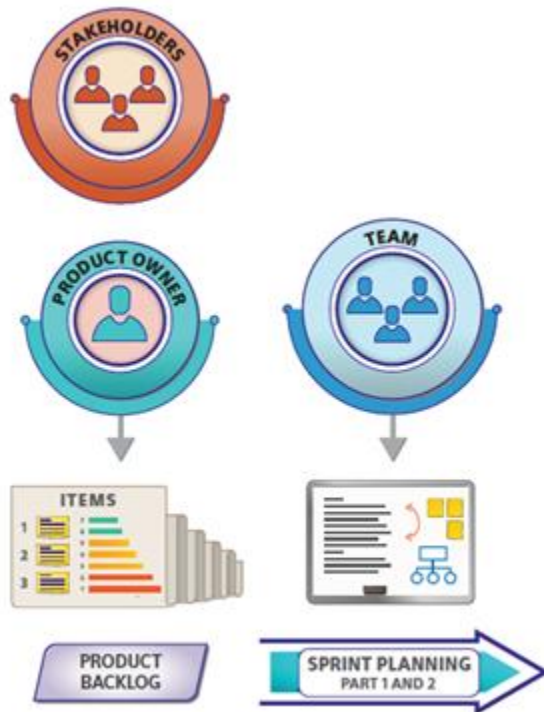 STAKEHOLDERS
PRODUCT OWNER
TEAM
ITEMS
1
2
3
PRODUCT
BACKLOG
SPRINT PLANNING
PART 1 AND 2